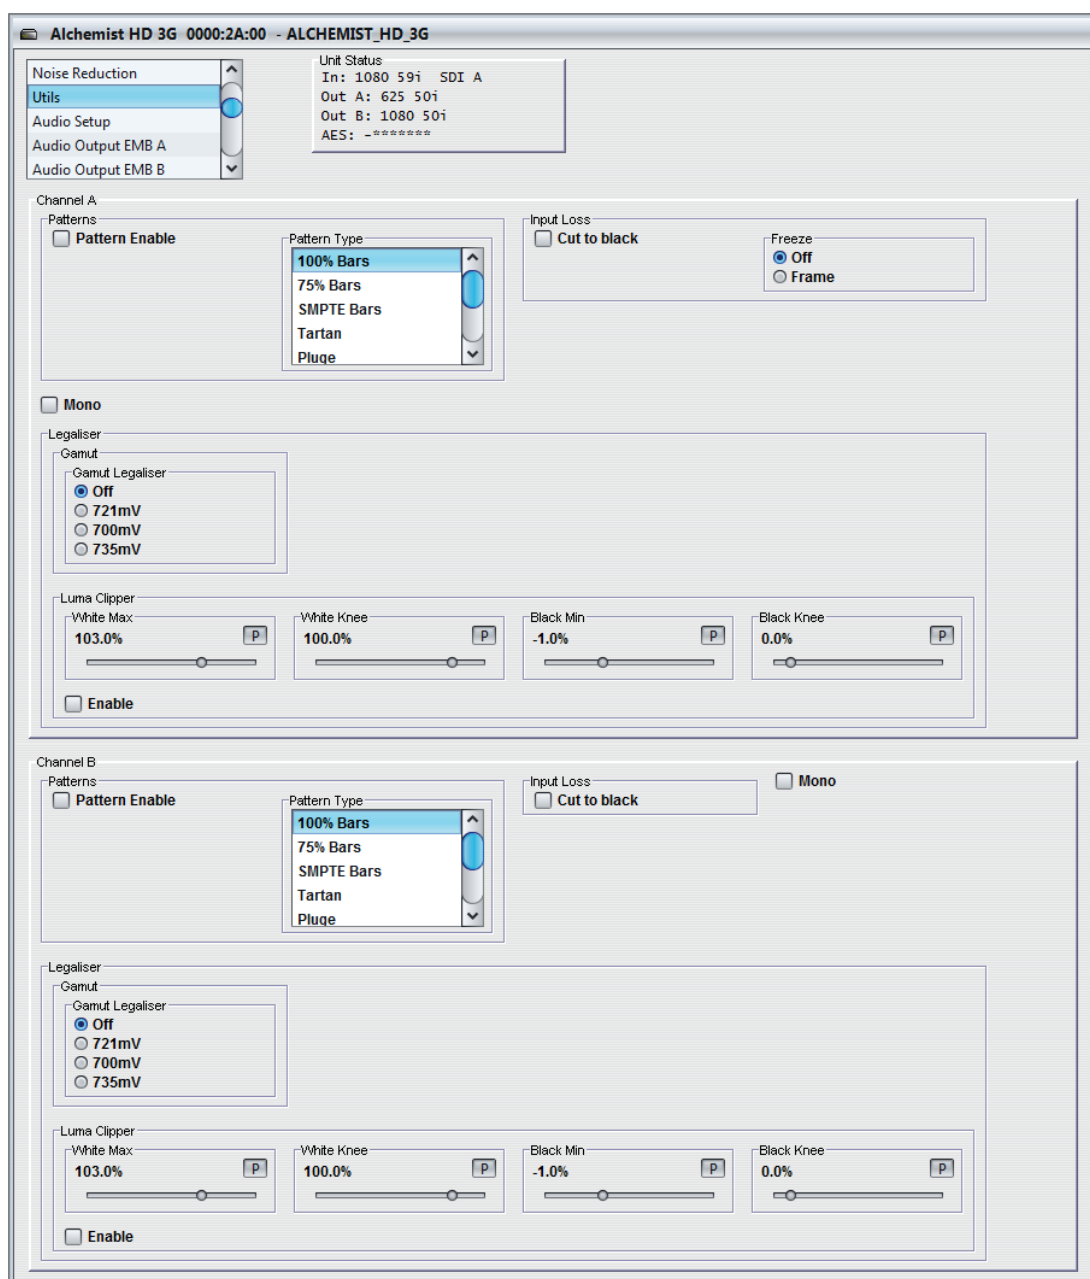 Alchemist HD 3G 0000:2A:00 - ALCHEMIST_HD_3G
Noise Reduction
Utils
Audio Setup
Audio Output EMB A
Audio Output EMB B
Unit Status
In: 1080 59i SDI A
Out A: 625 50i
Out B: 1080 50i
AES: -*******
Channel A
Patterns
Pattern Enable
Pattern Type
100% Bars
75% Bars
SMPTE Bars
Tartan
Pluge
Input Loss
Cut to black
Freeze
Off
Frame
Mono
Legaliser
Gamut
Gamut Legaliser
Off
721mV
700mV
735mV
Luma Clipper
White Max
103.0% P
White Knee
100.0% P
Black Min
-1.0% P
Black Knee
0.0% P
Enable
Channel B
Patterns
Pattern Enable
Pattern Type
100% Bars
75% Bars
SMPTE Bars
Tartan
Pluge
Input Loss
Cut to black
Mono
Legaliser
Gamut
Gamut Legaliser
Off
721mV
700mV
735mV
Luma Clipper
White Max
103.0% P
White Knee
100.0% P
Black Min
-1.0% P
Black Knee
0.0% P
Enable